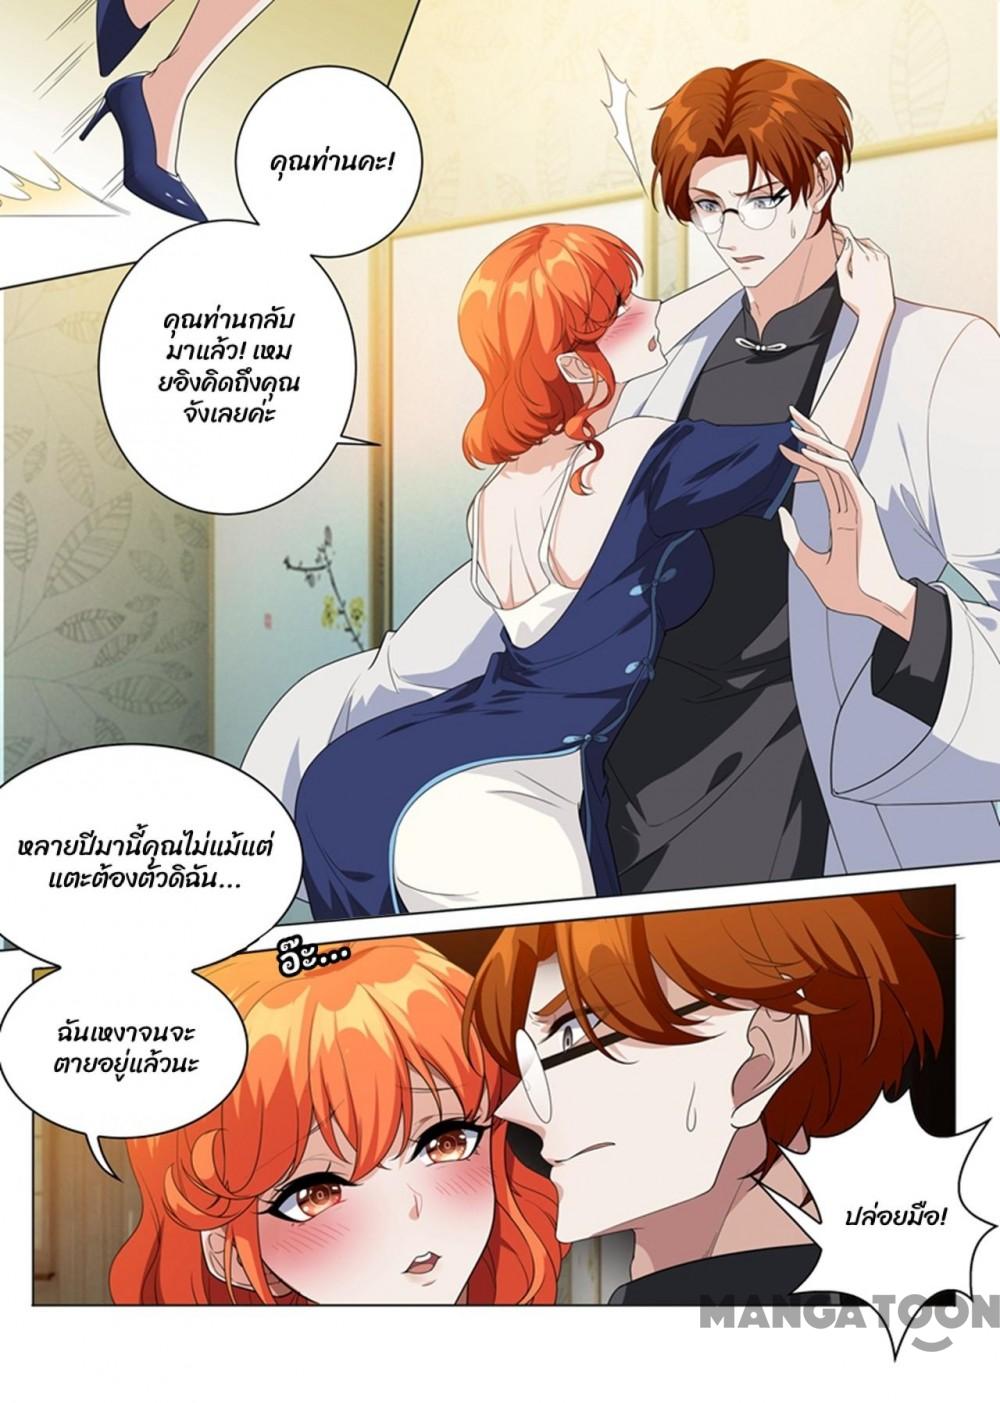 คุณท่านคะ!
คุณท่านกลับ
มาแล้ว! เหม
ยอิงคิดถึงคุณ
จังเลยค่ะ
หลายปีมานี้คุณไม่แม้แต่
แตะต้องตัวดิฉัน...
อ๊ะ...
ฉันเหงาจนจะ
ตายอยู่แล้วนะ
ปล่อยมือ!
MANGATOON